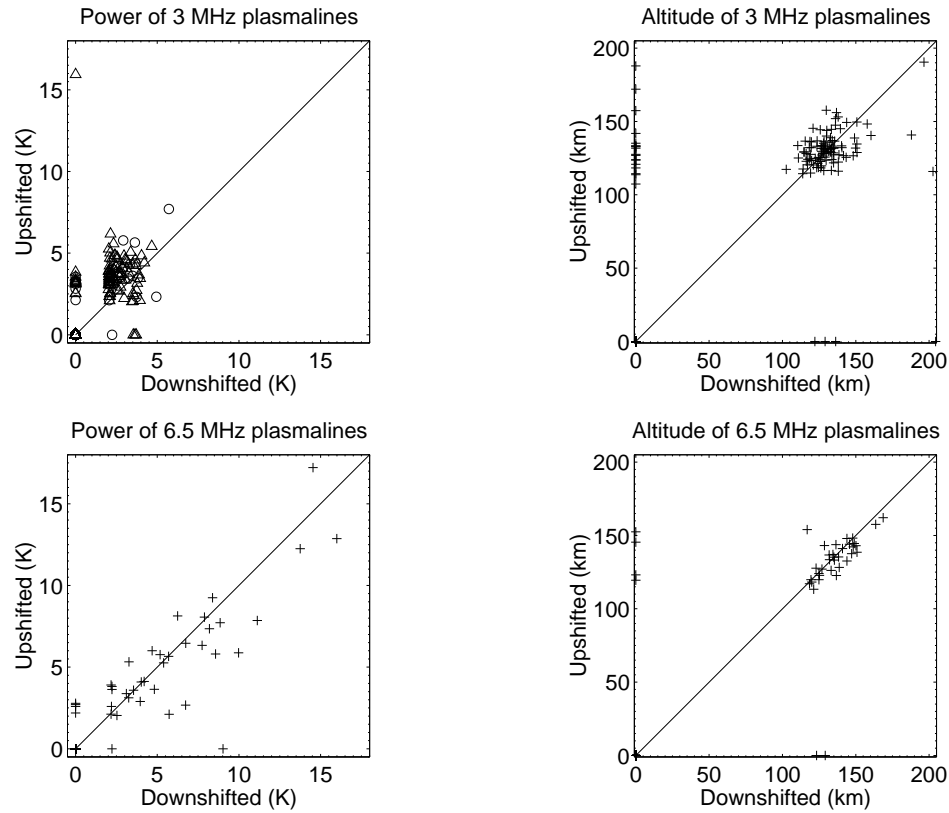 Power of 3 MHz plasmalines
15
10
5
0
Upshifted (K)
0 5 10 15
Downshifted (K)
Altitude of 3 MHz plasmalines
200
150
100
50
0
Upshifted (km)
0 50 100 150 200
Downshifted (km)
Power of 6.5 MHz plasmalines
15
10
5
0
Upshifted (K)
0 5 10 15
Downshifted (K)
Altitude of 6.5 MHz plasmalines
200
150
100
50
0
Upshifted (km)
0 50 100 150 200
Downshifted (km)